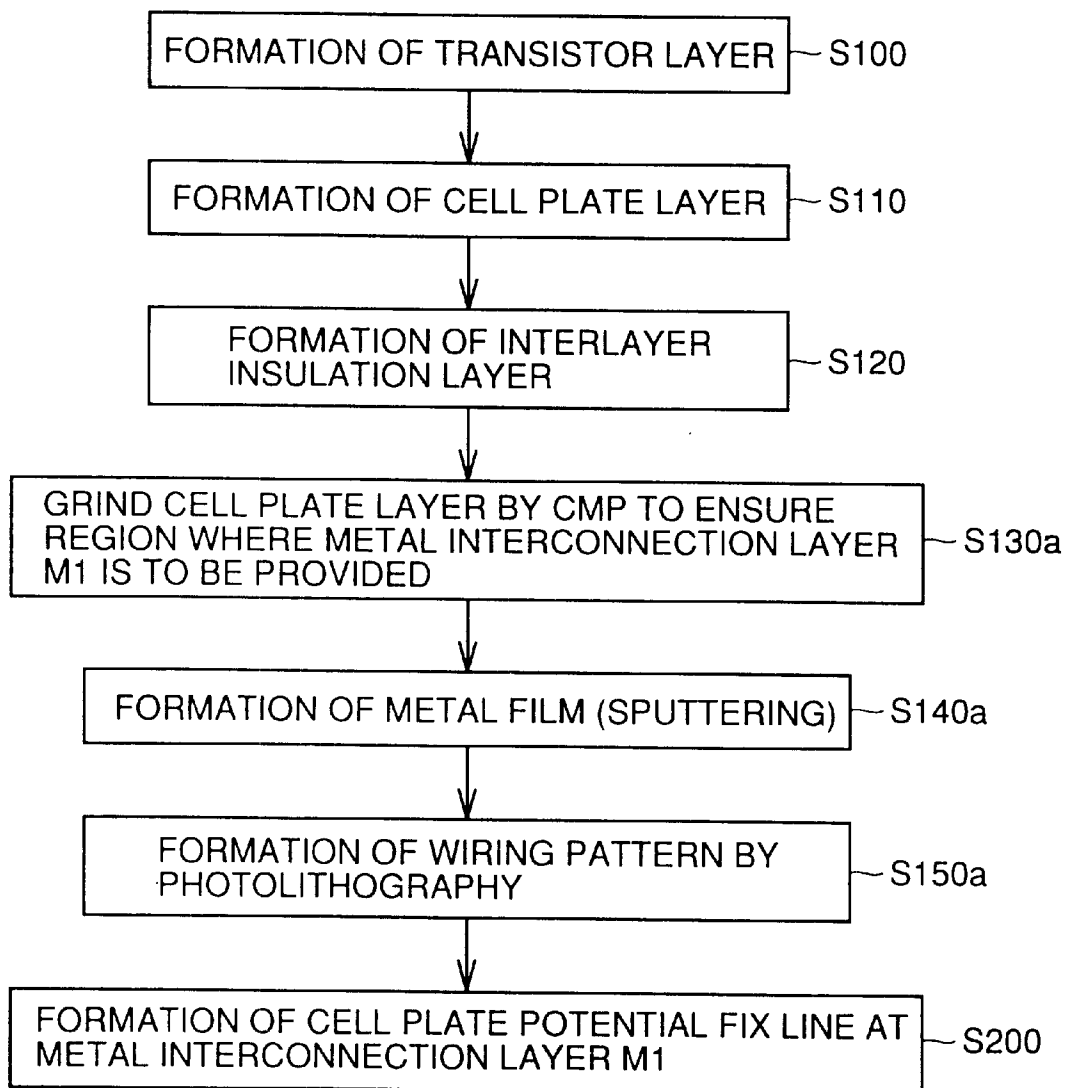 FORMATION OF TRANSISTOR LAYER
S100
FORMATION OF CELL PLATE LAYER
S110
FORMATION OF INTERLAYER
INSULATION LAYER
S120
GRIND CELL PLATE LAYER BY CMP TO ENSURE
REGION WHERE METAL INTERCONNECTION LAYER
M1 IS TO BE PROVIDED
S130a
FORMATION OF METAL FILM (SPUTTERING)
S140a
FORMATION OF WIRING PATTERN BY
PHOTOLITHOGRAPHY
S150a
FORMATION OF CELL PLATE POTENTIAL FIX LINE AT
METAL INTERCONNECTION LAYER M1
S200